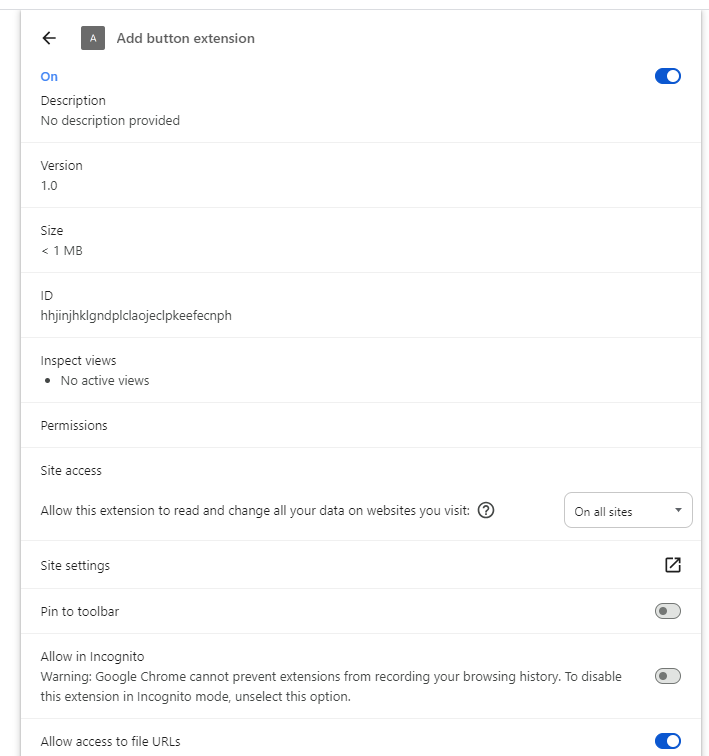 A Add button extension
On
Description
No description provided
Version
1.0
Size
< 1 MB
ID
hhjinjhklgndplclaojeclpkeefecnph
Inspect views
• No active views
Permissions
Site access
Allow this extension to read and change all your data on websites you visit: ? On all sites
Site settings
Pin to toolbar
Allow in Incognito
Warning: Google Chrome cannot prevent extensions from recording your browsing history. To disable
this extension in Incognito mode, unselect this option.
Allow access to file URLs